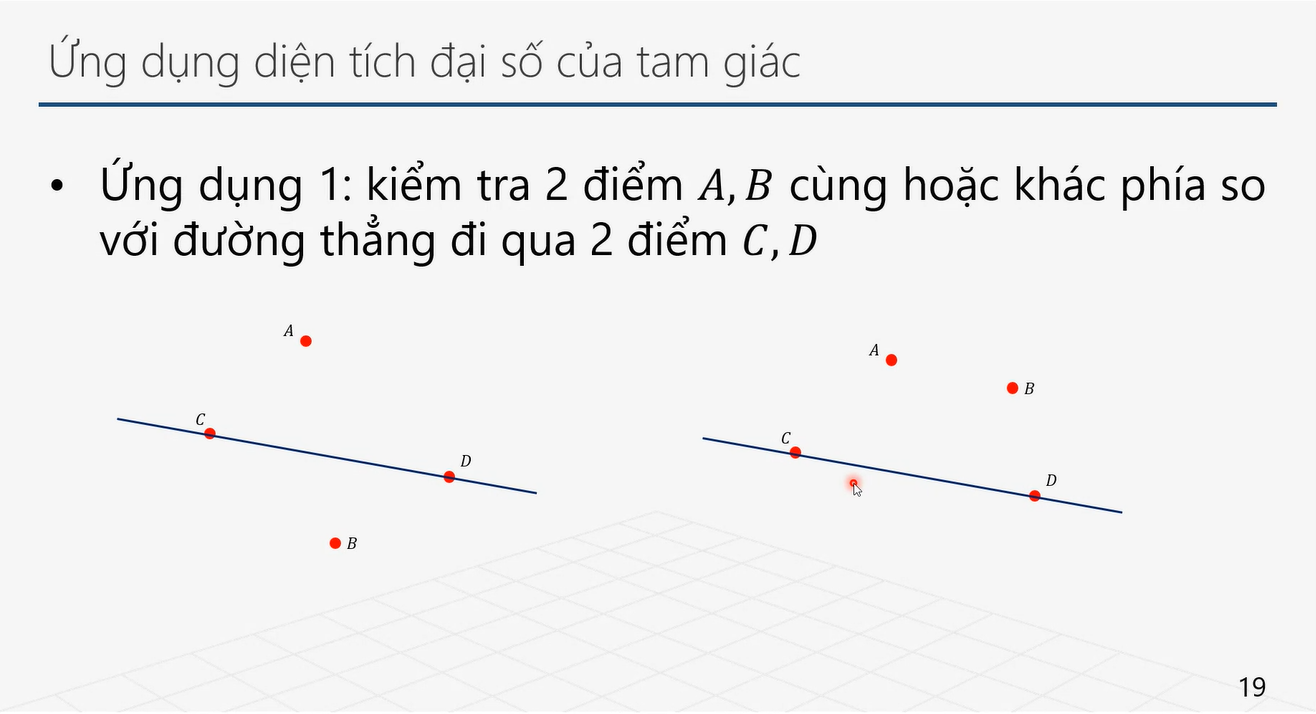 Ứng dụng diện tích đại số của tam giác
• Ứng dụng 1: kiểm tra 2 điểm A, B cùng hoặc khác phía so
với đường thẳng đi qua 2 điểm C, D
A
C
D
B
A
B
C
D
19